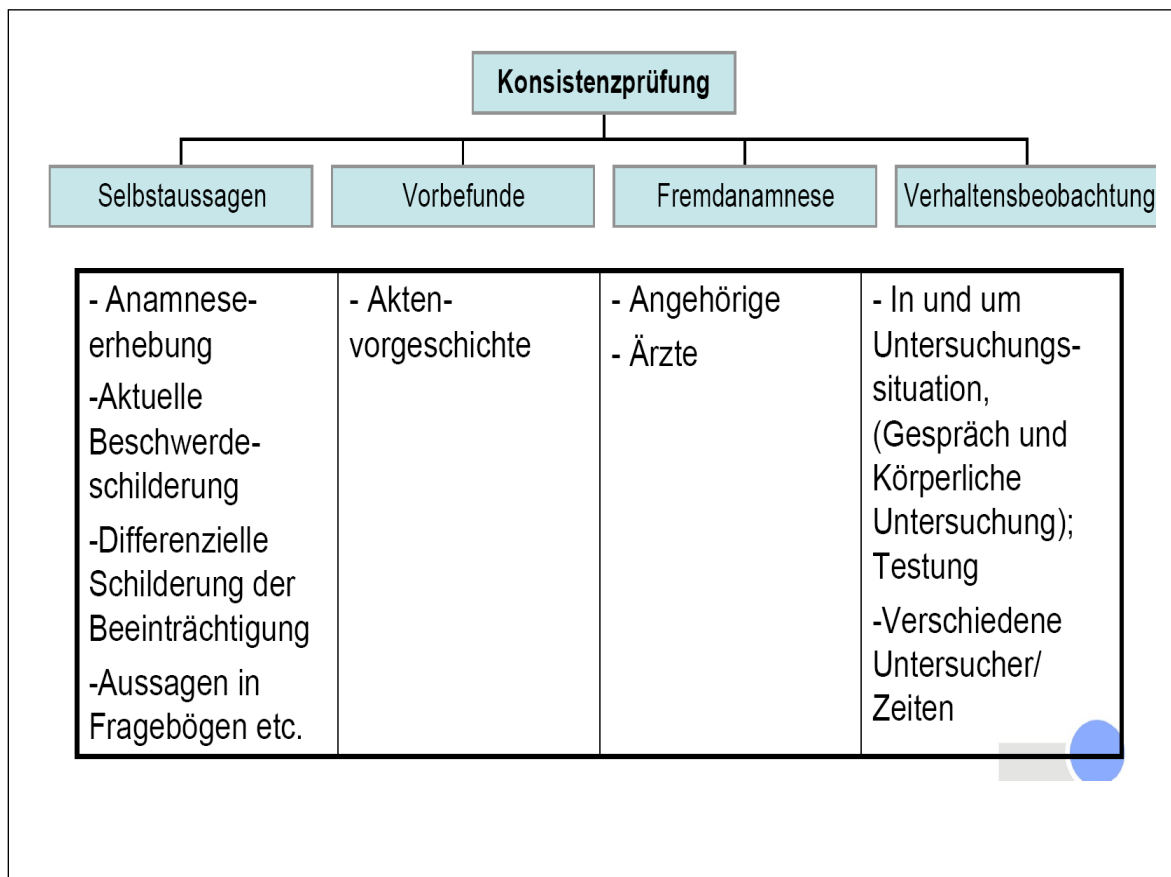 Konsistenzprüfung
Selbstaussagen
Vorbefunde
Fremdanamnese
Verhaltensbeobachtung
- Anamnese-
erhebung
-Aktuelle
Beschwerde-
schilderung
-Differenzielle
Schilderung der
Beeinträchtigung
-Aussagen in
Fragebögen etc.
- Akten-
vorgeschichte
- Angehörige
- Ärzte
- In und um
Untersuchungs-
situation,
(Gespräch und
Körperliche
Untersuchung);
Testung
-Verschiedene
Untersucher/
Zeiten